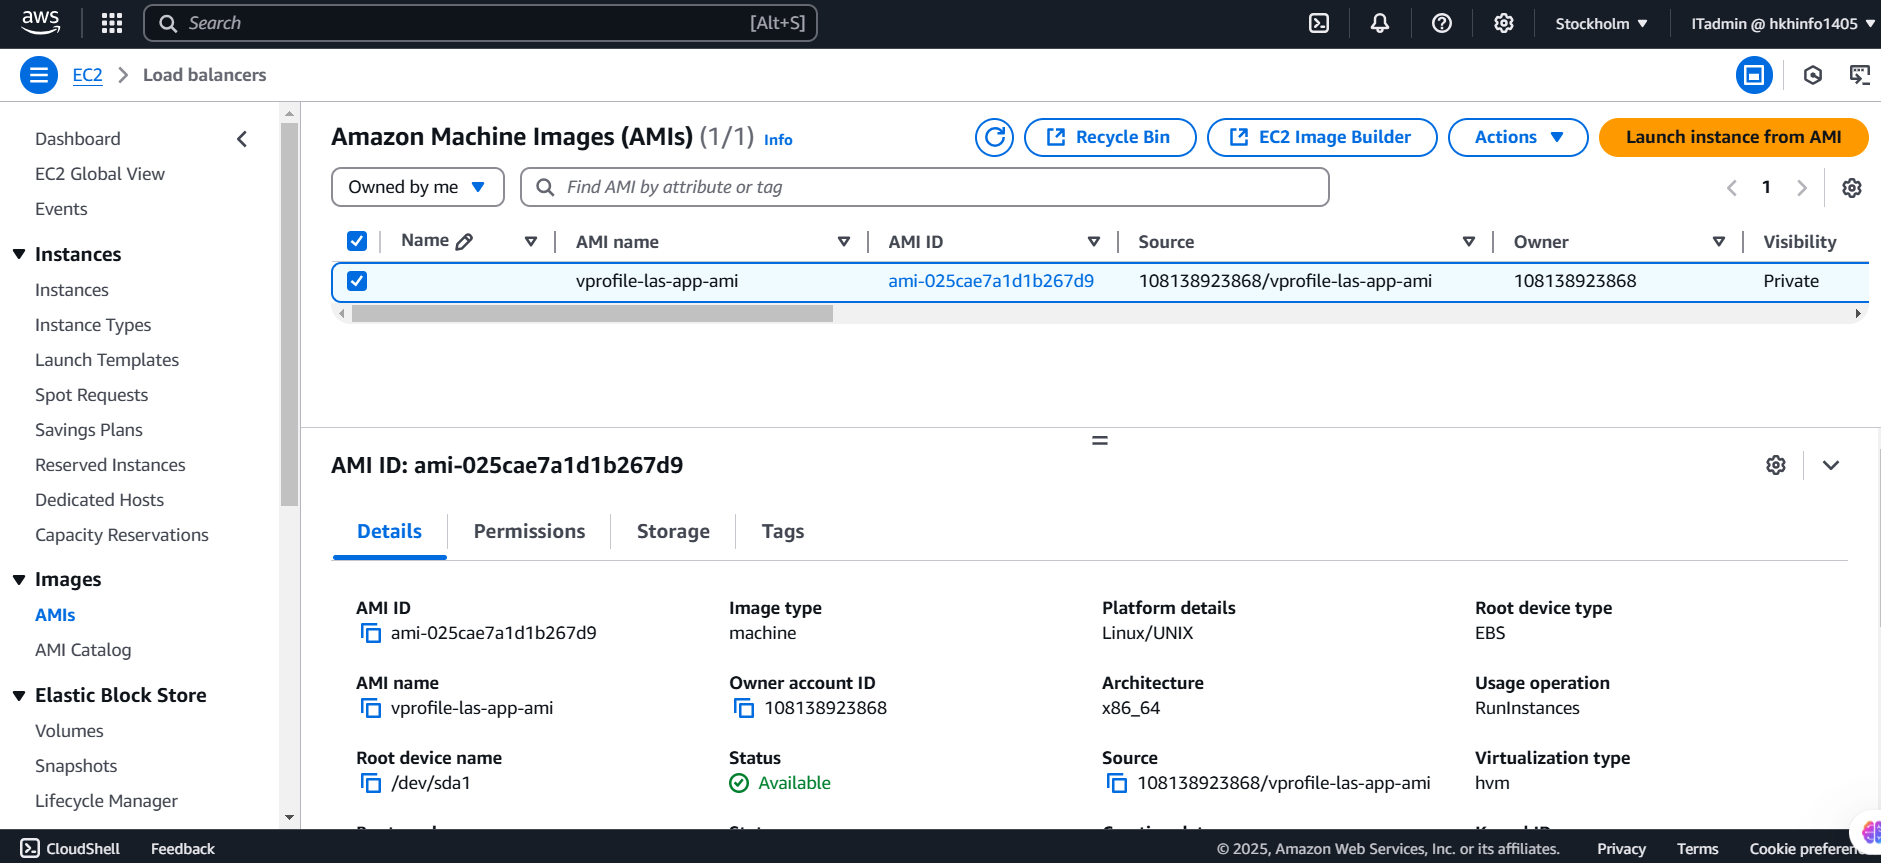 aws
Search [Alt+S]
Stockholm ▼
ITadmin @ hkhinfo1405 ▼
EC2 > Load balancers
Dashboard
EC2 Global View
Events
Instances
Instances
Instance Types
Launch Templates
Spot Requests
Savings Plans
Reserved Instances
Dedicated Hosts
Capacity Reservations
Images
AMIs
AMI Catalog
Elastic Block Store
Volumes
Snapshots
Lifecycle Manager
Amazon Machine Images (AMIs) (1/1) Info
Recycle Bin
EC2 Image Builder
Actions ▼
Launch instance from AMI
Owned by me ▼
Find AMI by attribute or tag
1
Name AMI name AMI ID Source Owner Visibility
vprofile-las-app-ami ami-025cae7a1d1b267d9 108138923868/vprofile-las-app-ami 108138923868 Private
AMI ID: ami-025cae7a1d1b267d9
Details Permissions Storage Tags
AMI ID
ami-025cae7a1d1b267d9
Image type
machine
Platform details
Linux/UNIX
Root device type
EBS
AMI name
vprofile-las-app-ami
Owner account ID
108138923868
Architecture
x86_64
Usage operation
RunInstances
Root device name
/dev/sda1
Status
Available
Source
108138923868/vprofile-las-app-ami
Virtualization type
hvm
CloudShell Feedback
© 2025, Amazon Web Services, Inc. or its affiliates. Privacy Terms Cookie